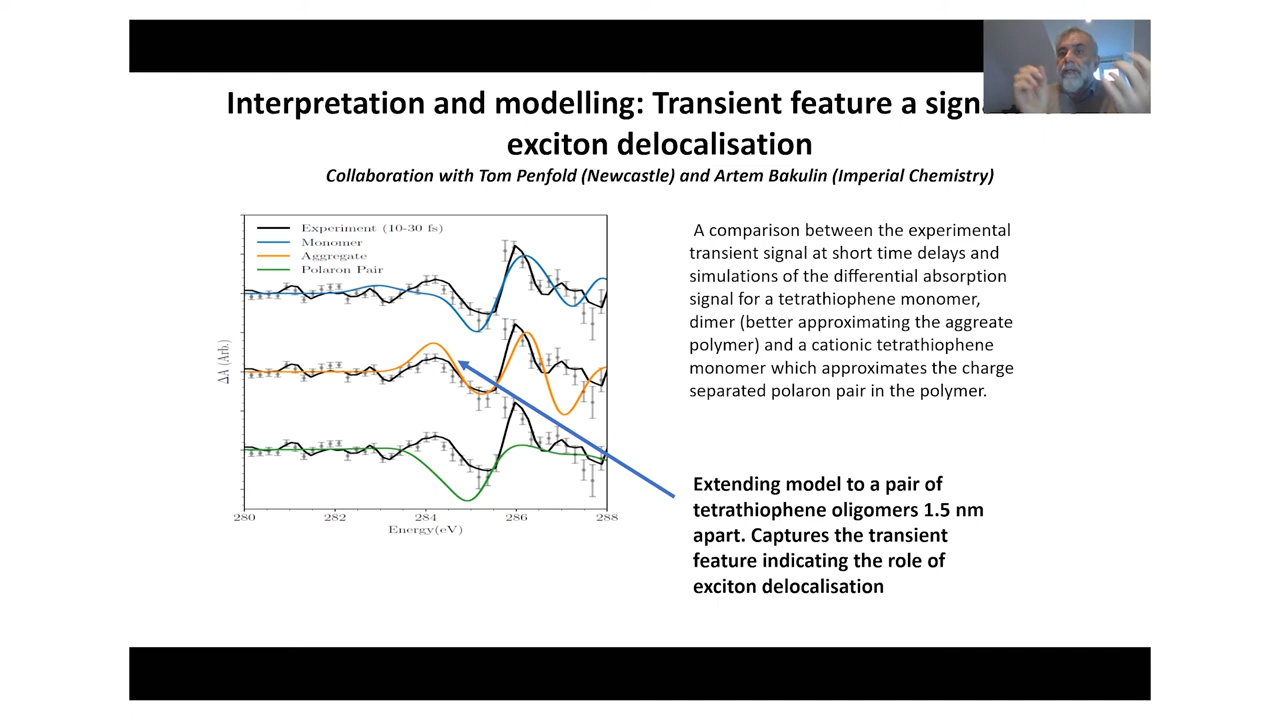 Interpretation and modelling: Transient feature a
exciton delocalisation
Collaboration with Tom Penfold (Newcastle) and Artem Bakulin (Imperial Chemistry)
Experiment (10-30 fs)
Monomer
Aggregate
Polaron Pair
ΔA (Arb.)
280 282 284 286 288
Energy(eV)
A comparison between the experimental
transient signal at short time delays and
simulations of the differential absorption
signal for a tetrathiophene monomer,
dimer (better approximating the aggreate
polymer) and a cationic tetrathiophene
monomer which approximates the charge
separated polaron pair in the polymer.
Extending model to a pair of
tetrathiophene oligomers 1.5 nm
apart. Captures the transient
feature indicating the role of
exciton delocalisation